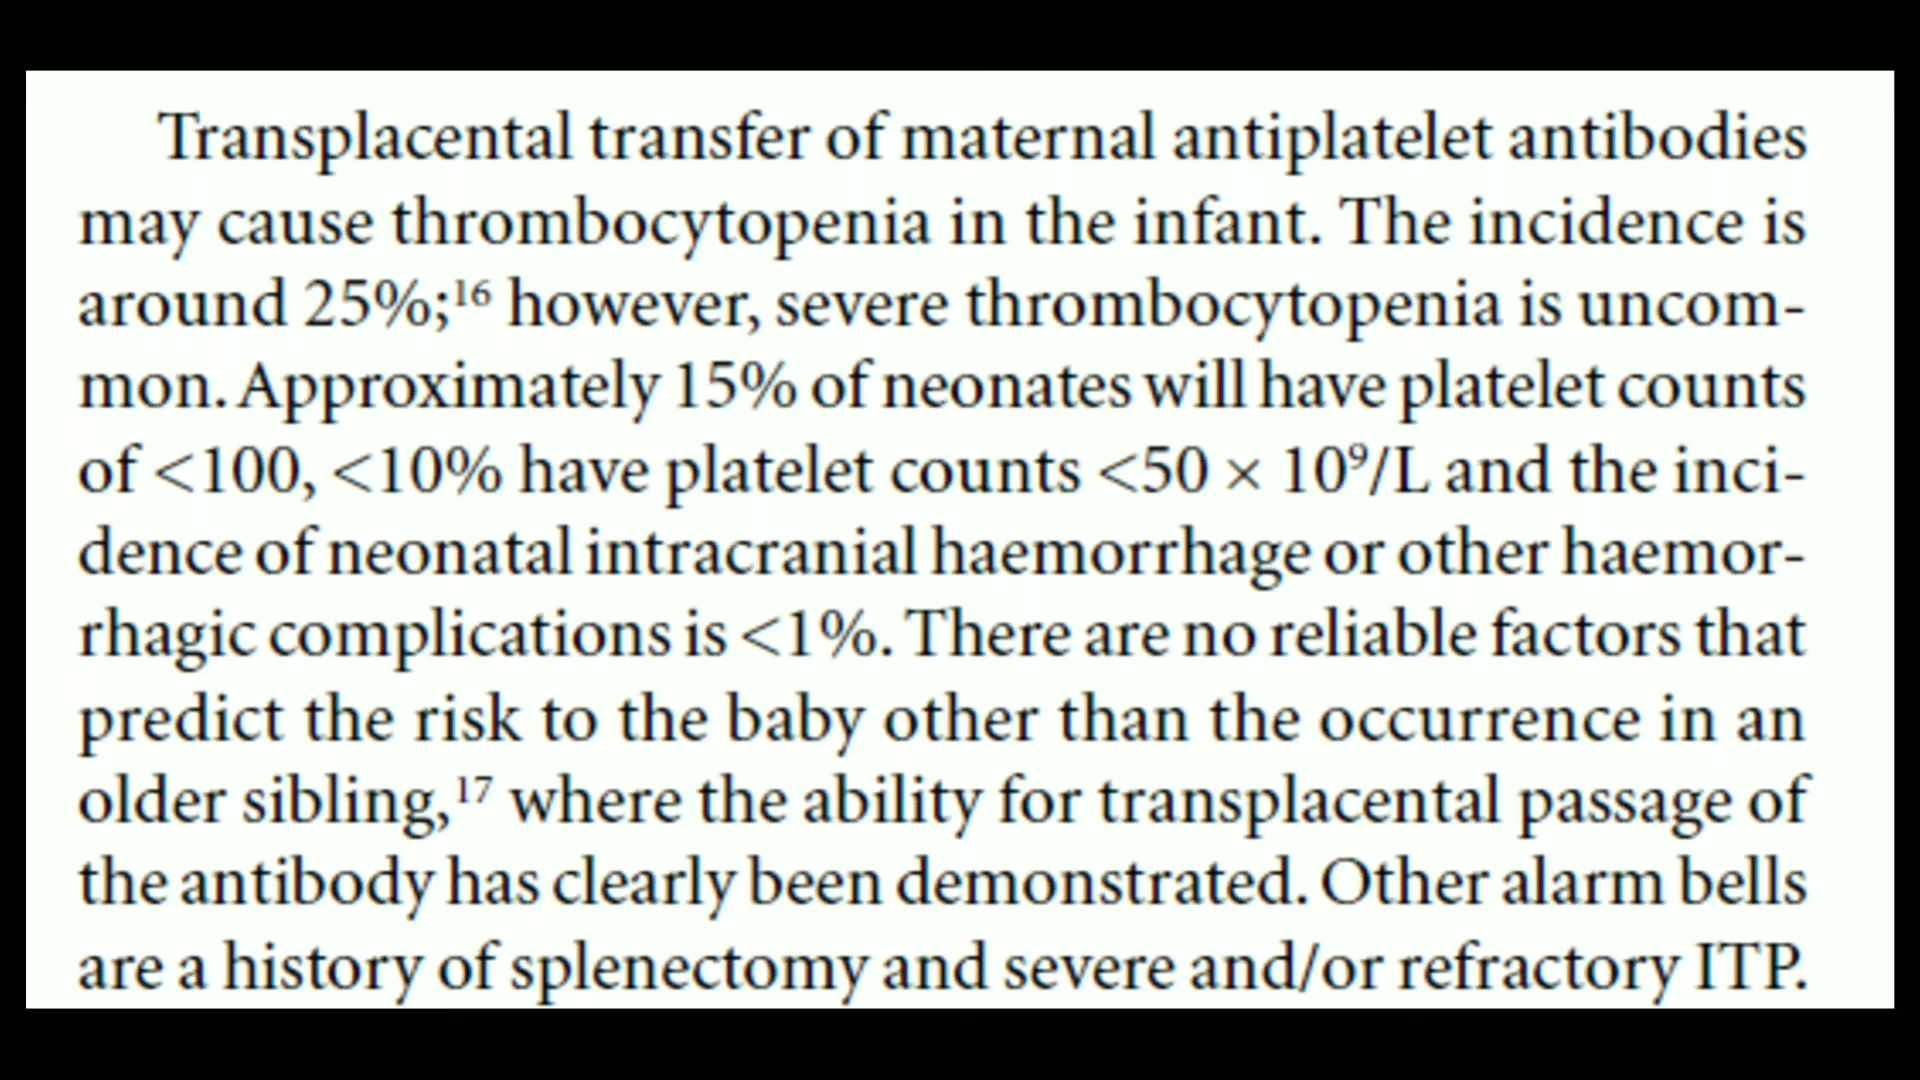 Transplacental transfer of maternal antiplatelet antibodies
may cause thrombocytopenia in the infant. The incidence is
around 25%;¹⁶ however, severe thrombocytopenia is uncom-
mon. Approximately 15% of neonates will have platelet counts
of <100, <10% have platelet counts <50 × 10⁹/L and the inci-
dence of neonatal intracranial haemorrhage or other haemor-
rhagic complications is <1%. There are no reliable factors that
predict the risk to the baby other than the occurrence in an
older sibling,¹⁷ where the ability for transplacental passage of
the antibody has clearly been demonstrated. Other alarm bells
are a history of splenectomy and severe and/or refractory ITP.